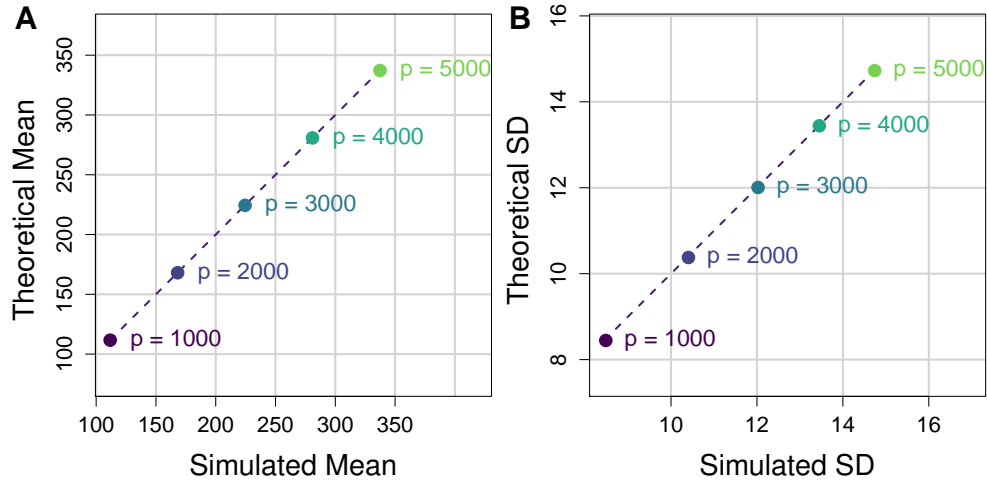 A
Theoretical Mean
350
300
250
200
150
100
p = 5000
p = 4000
p = 3000
p = 2000
p = 1000
100 150 200 250 300 350
Simulated Mean
B
Theoretical SD
16
14
12
10
8
p = 5000
p = 4000
p = 3000
p = 2000
p = 1000
10 12 14 16
Simulated SD